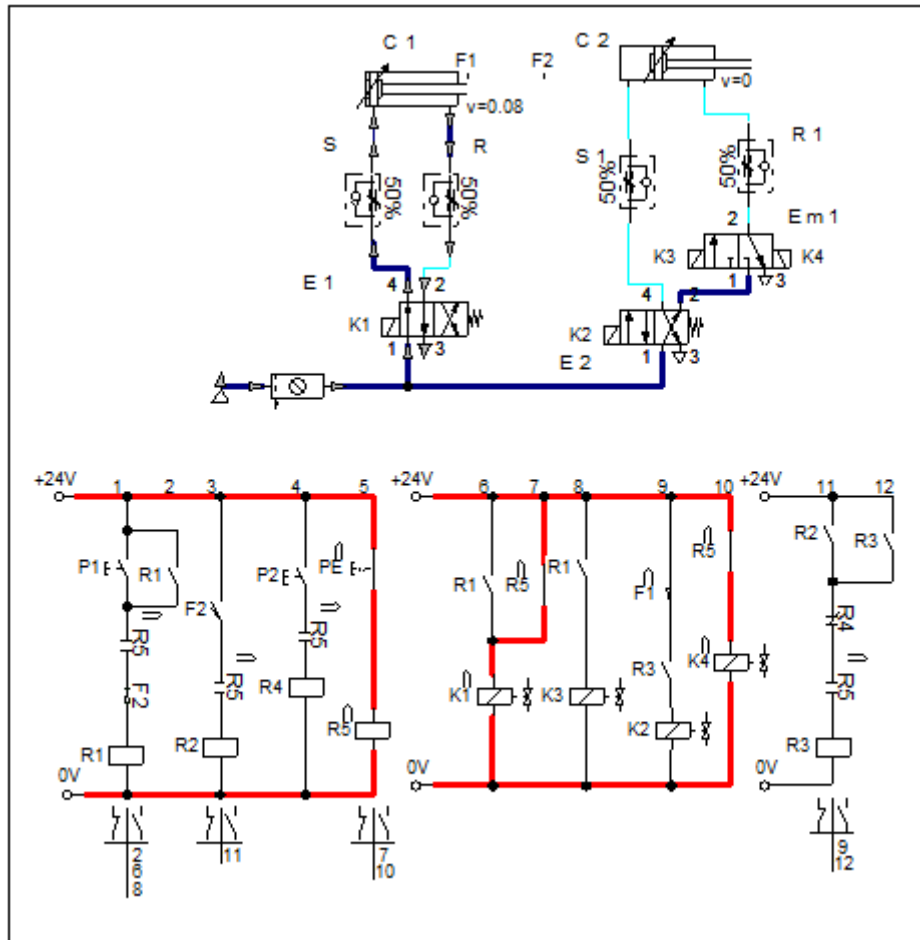 C 1
F1
F2
C 2
v=0.08
v=0
S
R
S 1
R 1
50%
50%
50%
50%
2
E m 1
K3
K4
1
3
E 1
4
2
4
2
K1
K2
1
3
1
3
E 2
+24V
1
2
3
4
5
+24V
6
7
8
9
10
+24V
11
12
P1
R1
P2
PE
R1
R5
R1
F1
R5
R2
R3
F2
R5
R5
R5
R4
R5
F2
R4
R3
K4
R1
R2
R5
K1
K3
K2
R3
0V
0V
0V
2
6
8
11
7
10
9
12